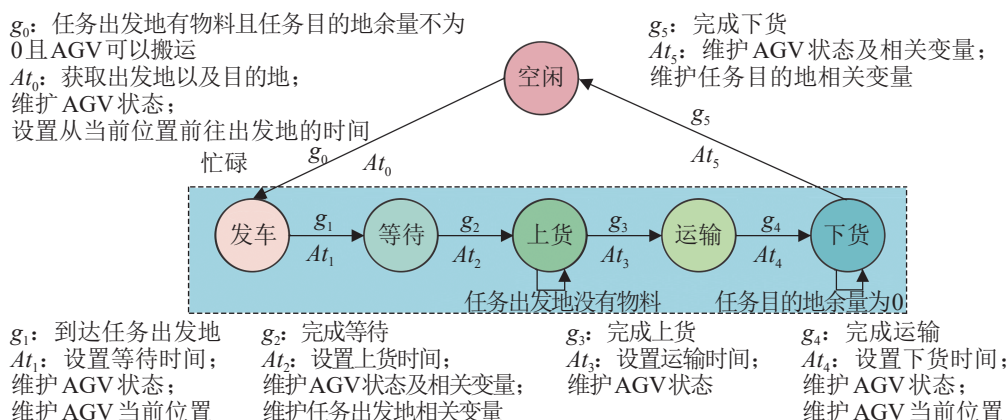 g₀：任务出发地有物料且任务目的地余量不为
0且AGV可以搬运
At₀：获取出发地以及目的地；
维扩AGV状态；
设置从当前位置前往出发地的时间
g₅：完成下货
At₅：维护AGV状态及相关变量；
维护任务目的地相关变量
空闲
g₀
At₀
g₅
At₅
忙碌
发车
g₁
At₁
等待
g₂
At₂
上货
g₃
At₃
运输
g₄
At₄
下货
任务出发地没有物料
任务目的地余量为0
g₁：到达任务出发地
At₁：设置等待时间；
维护AGV状态；
维护AGV当前位置
g₂：完成等待
At₂：设置上货时间；
维护AGV状态及相关变量；
维护任务出发地相关变量
g₃：完成上货
At₃：设置运输时间；
维护AGV状态
g₄：完成运输
At₄：设置下货时间；
维护AGV状态；
维护AGV当前位置